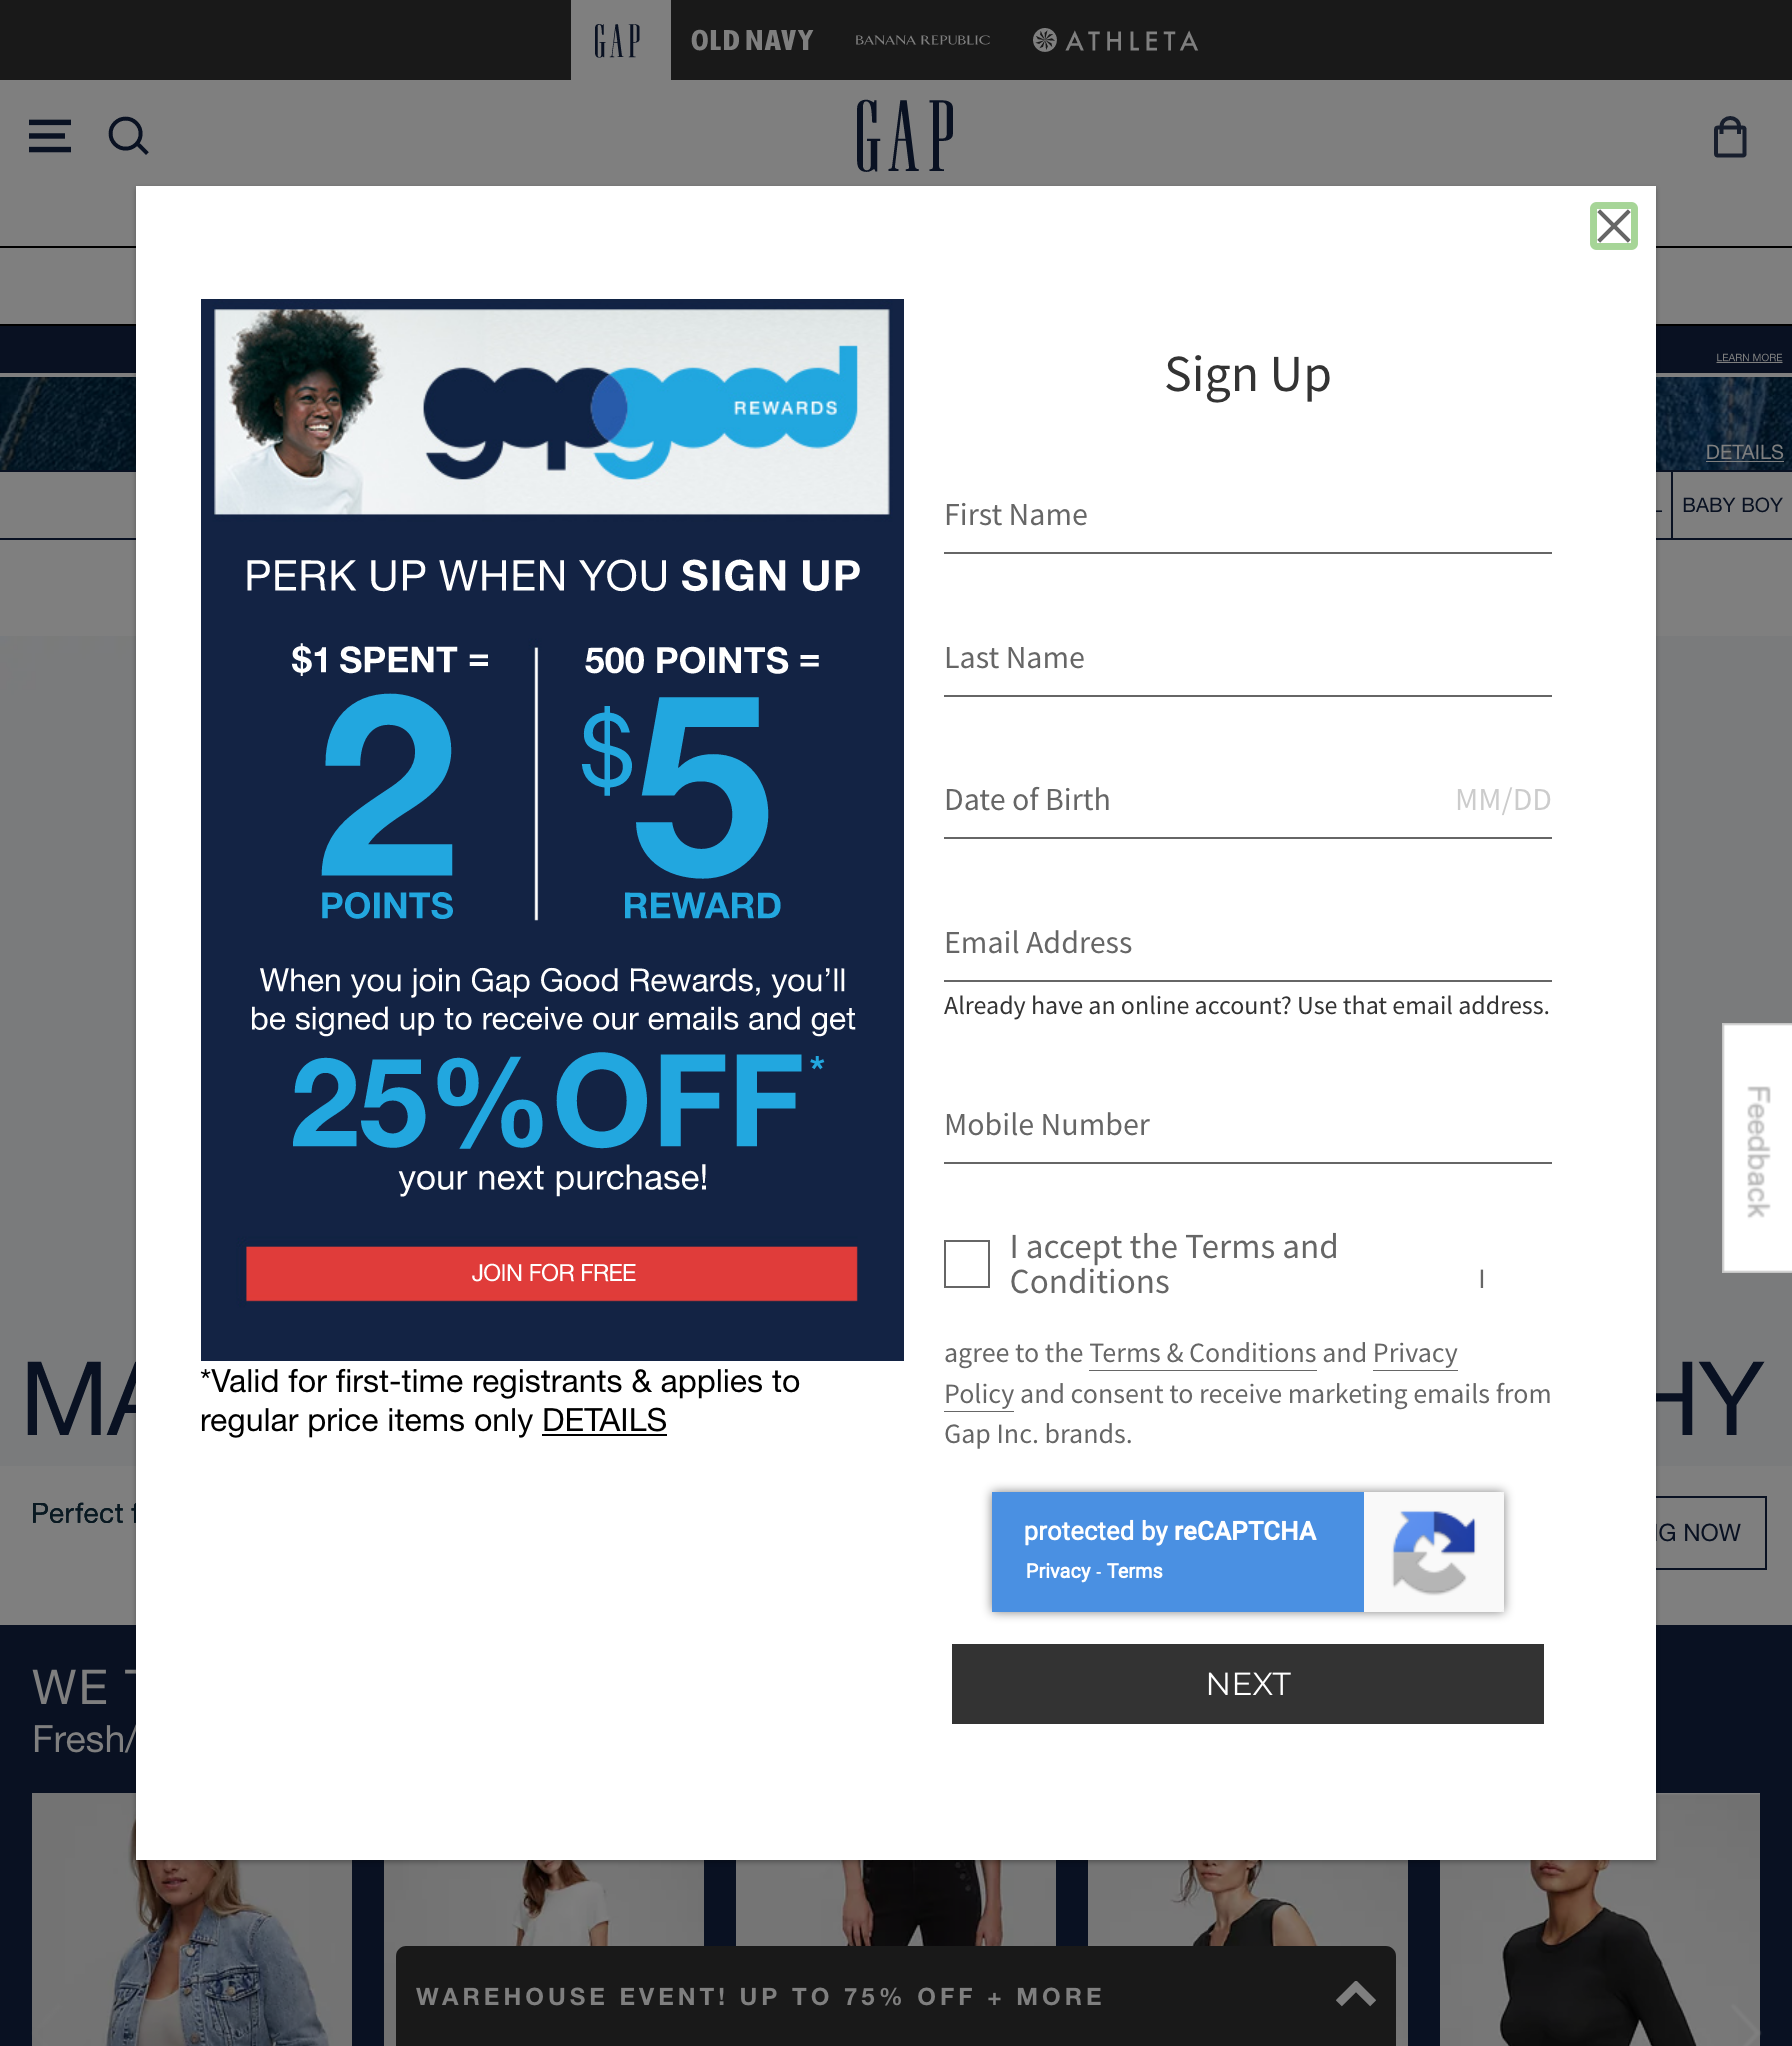 GAP OLD NAVY BANANA REPUBLIC ATHLETA
GAP
LEARN MORE
DETAILS
BABY BOY
gapgood
REWARDS
PERK UP WHEN YOU SIGN UP
$1 SPENT =
2
POINTS
500 POINTS =
$5
REWARD
When you join Gap Good Rewards, you’ll
be signed up to receive our emails and get
25%OFF*
your next purchase!
JOIN FOR FREE
*Valid for first-time registrants & applies to
regular price items only DETAILS
Sign Up
First Name
Last Name
Date of Birth MM/DD
Email Address
Already have an online account? Use that email address.
Mobile Number
I accept the Terms and
Conditions I
agree to the Terms & Conditions and Privacy
Policy and consent to receive marketing emails from
Gap Inc. brands.
protected by reCAPTCHA
Privacy - Terms
NEXT
Feedback
Perfect
NOW
WE
Fresh/
WAREHOUSE EVENT! UP TO 75% OFF + MORE